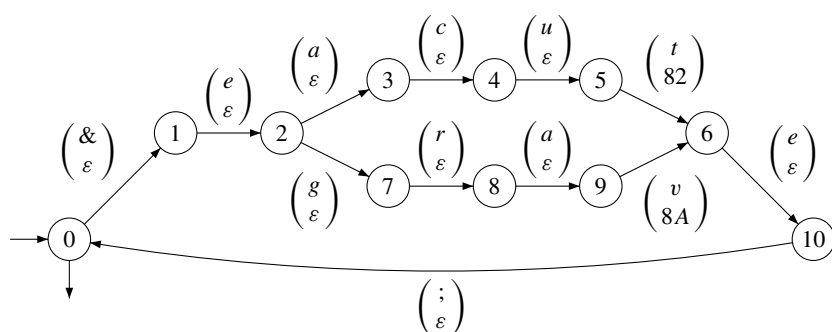 ( a ε )
( c ε )
( u ε )
( t 82 )
( e ε )
3
4
5
( & ε )
1
2
6
( e ε )
( g ε )
( r ε )
( a ε )
( v 8A )
7
8
9
0
10
( ; ε )